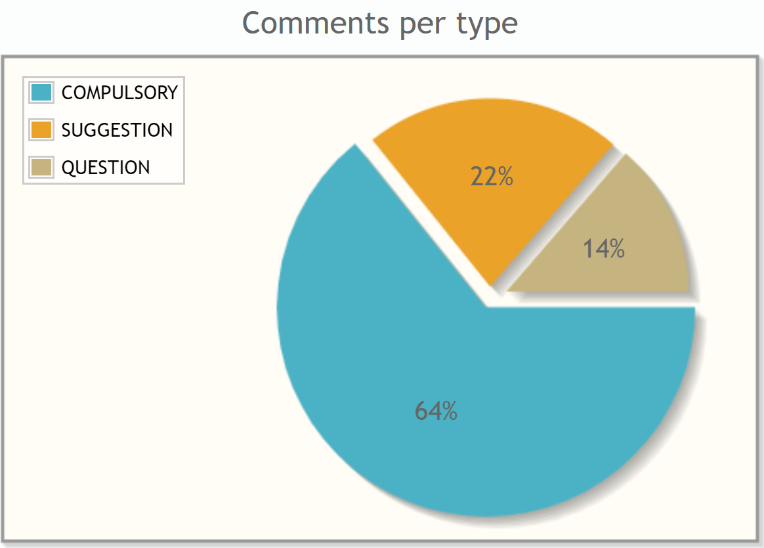 Comments per type
COMPULSORY
SUGGESTION
QUESTION
22%
14%
64%